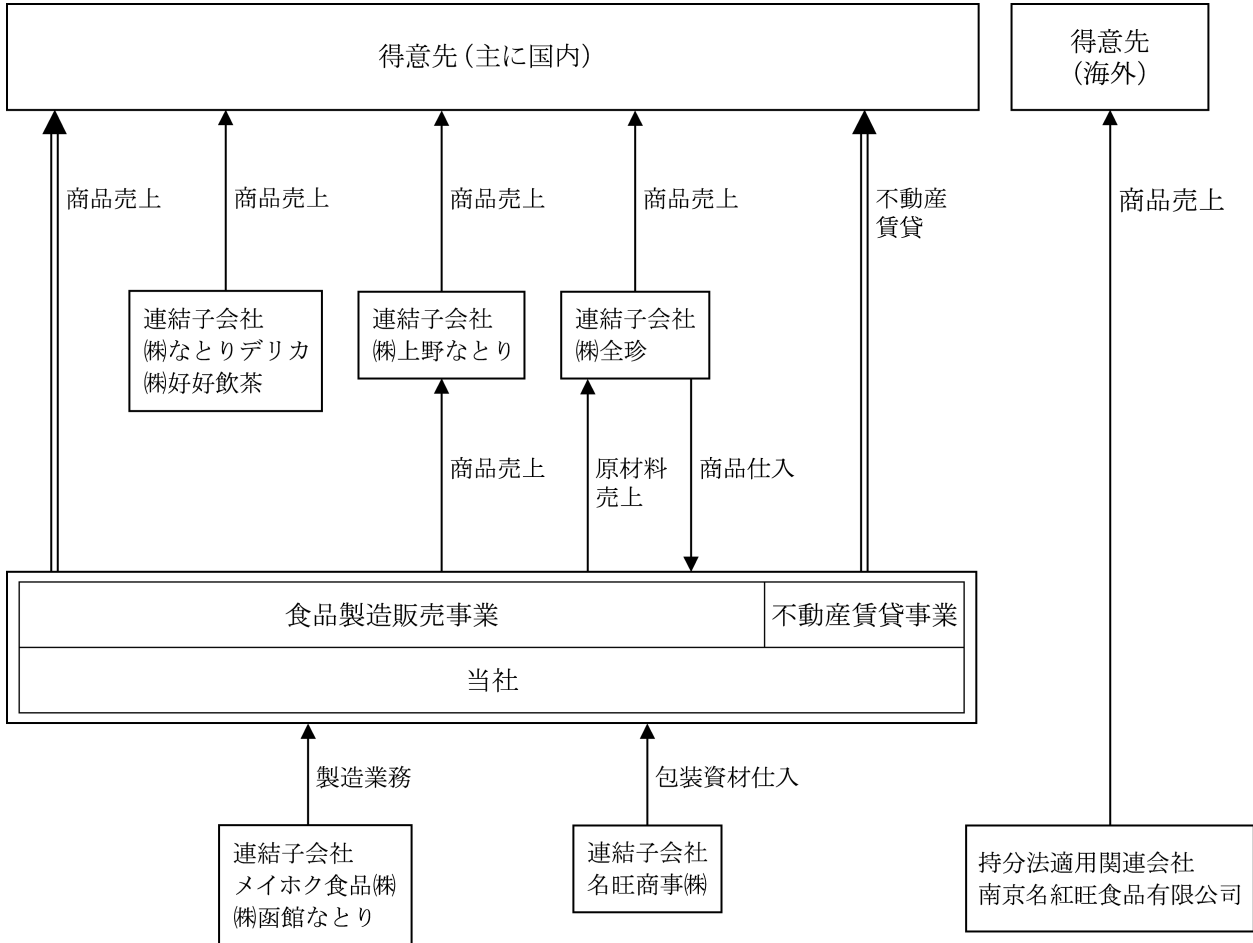 得意先（主に国内）
得意先
（海外）
商品売上
商品売上
商品売上
商品売上
不動産
賃貸
商品売上
連結子会社
㈱なとりデリカ
㈱好好飲茶
連結子会社
㈱上野なとり
連結子会社
㈱全珍
商品売上
原材料
売上
商品仕入
食品製造販売事業
不動産賃貸事業
当社
製造業務
包装資材仕入
連結子会社
メイホク食品㈱
㈱函館なとり
連結子会社
名旺商事㈱
持分法適用関連会社
南京名紅旺食品有限公司